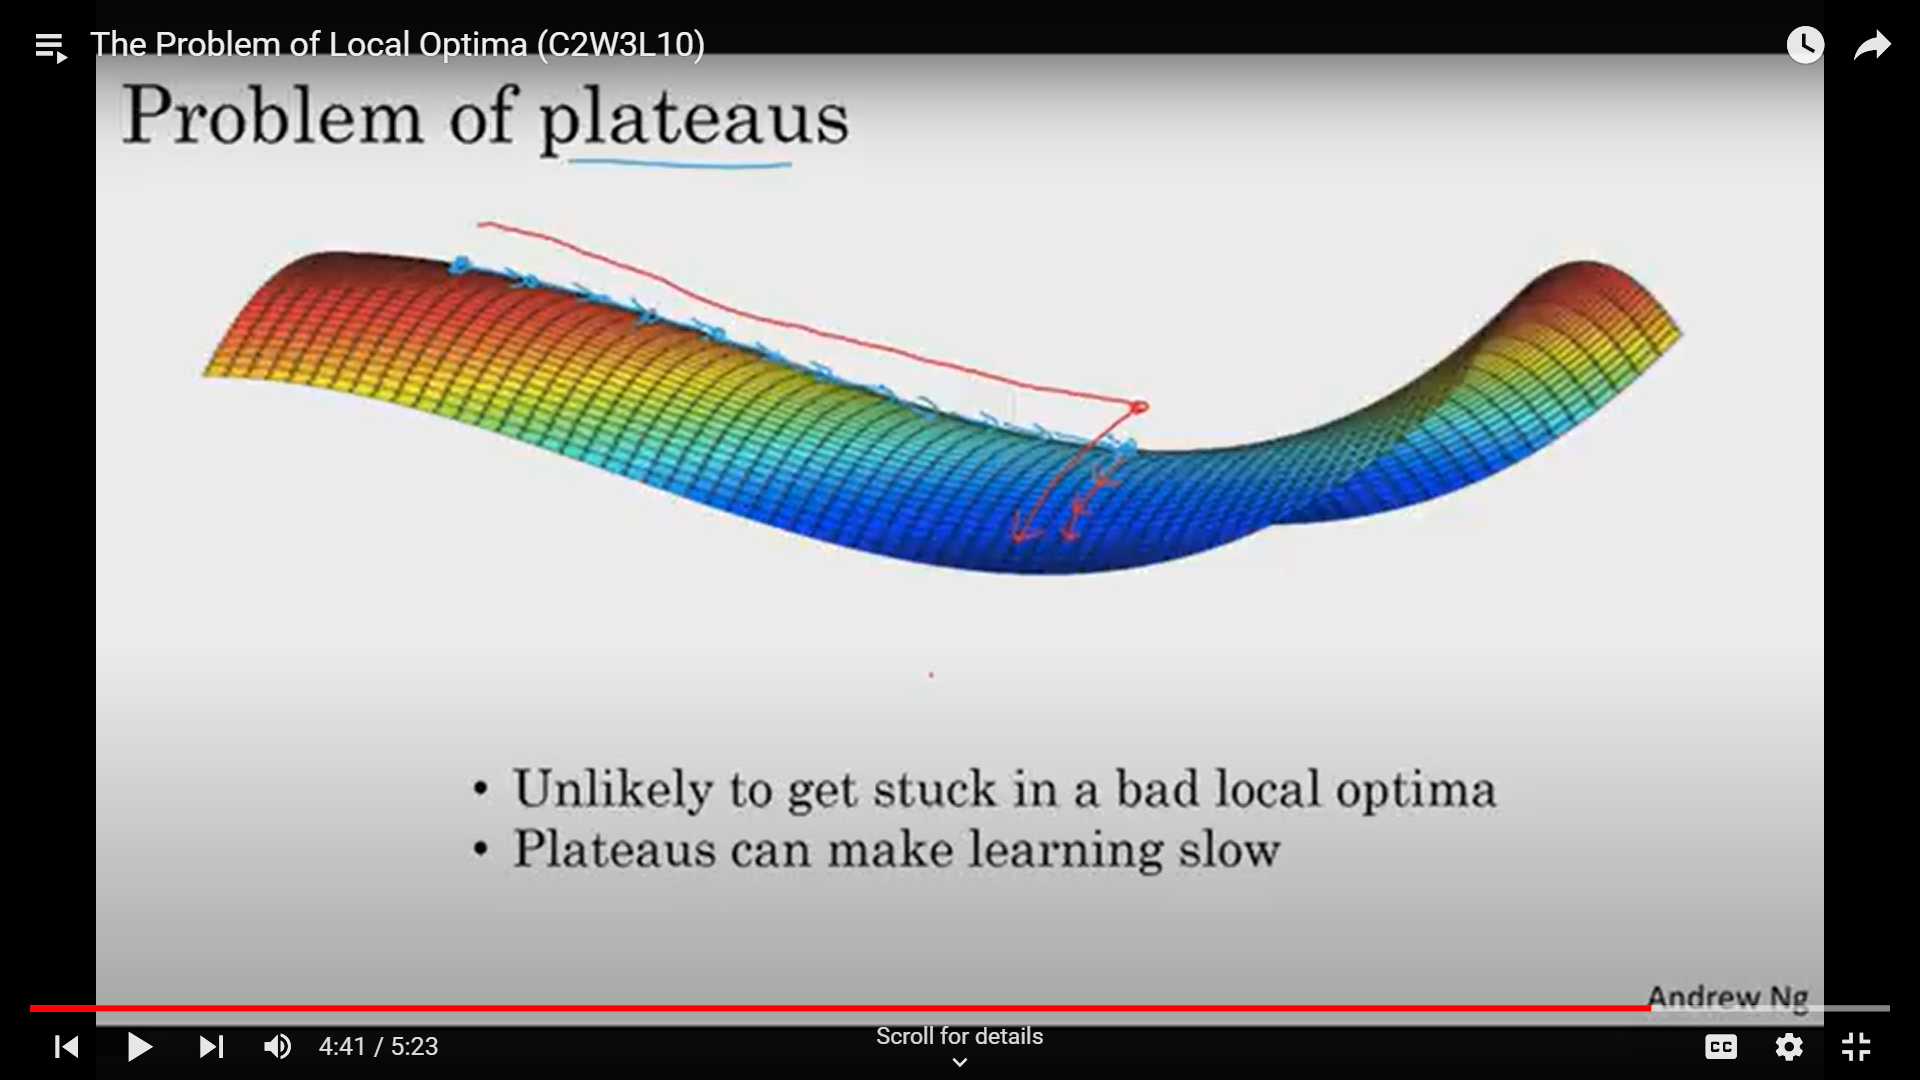 The Problem of Local Optima (C2W3L10)
Problem of plateaus
• Unlikely to get stuck in a bad local optima
• Plateaus can make learning slow
Andrew Ng
4:41 / 5:23
Scroll for details
CC